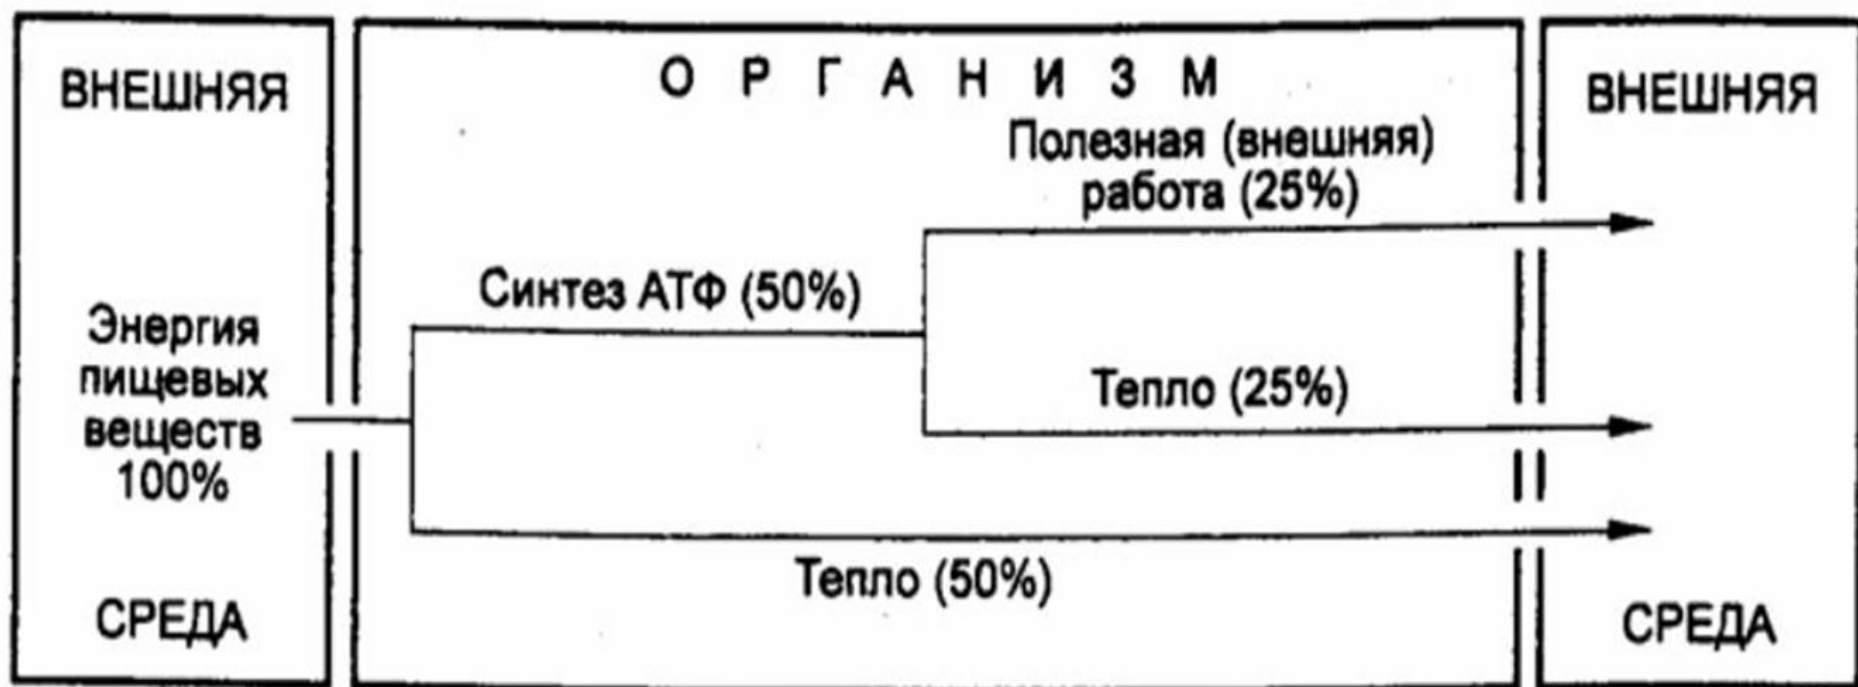 ВНЕШНЯЯ
Энергия
пищевых
веществ
100%
СРЕДА
ОРГАНИЗМ
Полезная (внешняя)
работа (25%)
Синтез АТФ (50%)
Тепло (25%)
Тепло (50%)
ВНЕШНЯЯ
СРЕДА